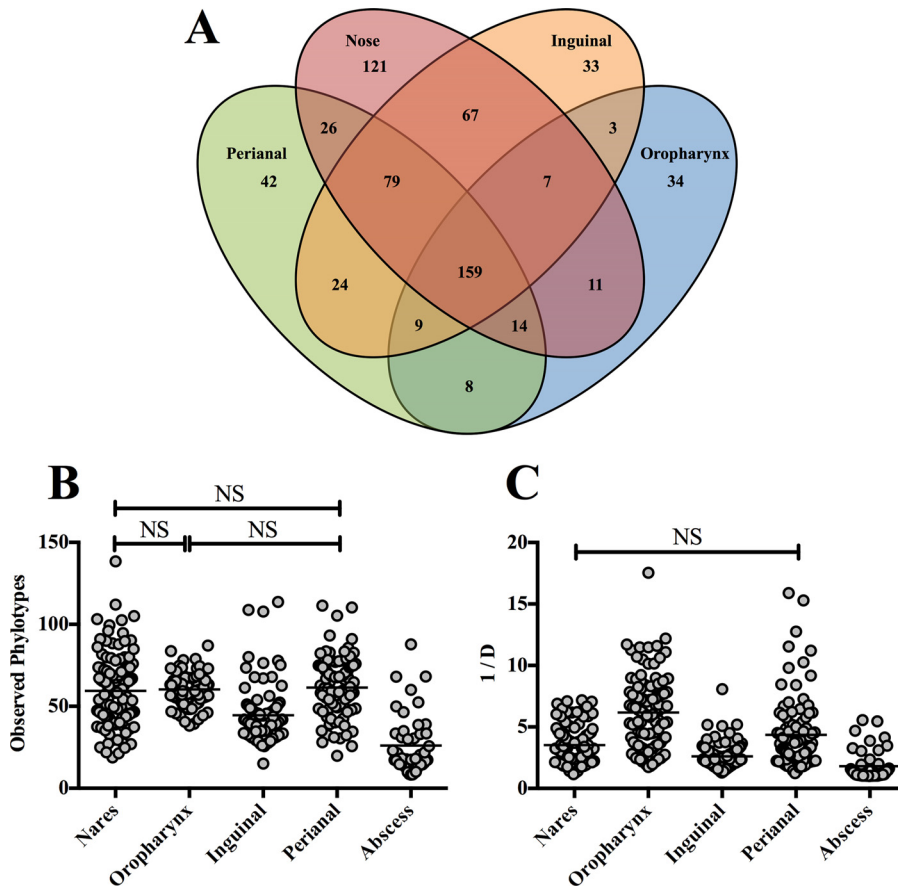 A
Nose
121
Inguinal
33
26
67
3
Perianal
42
Oropharynx
34
79
7
24
159
11
9
14
8
B
NS
NS
NS
Observed Phylotypes
150
100
50
0
Nares
Oropharynx
Inguinal
Perianal
Abscess
C
NS
1 / D
20
15
10
5
0
Nares
Oropharynx
Inguinal
Perianal
Abscess